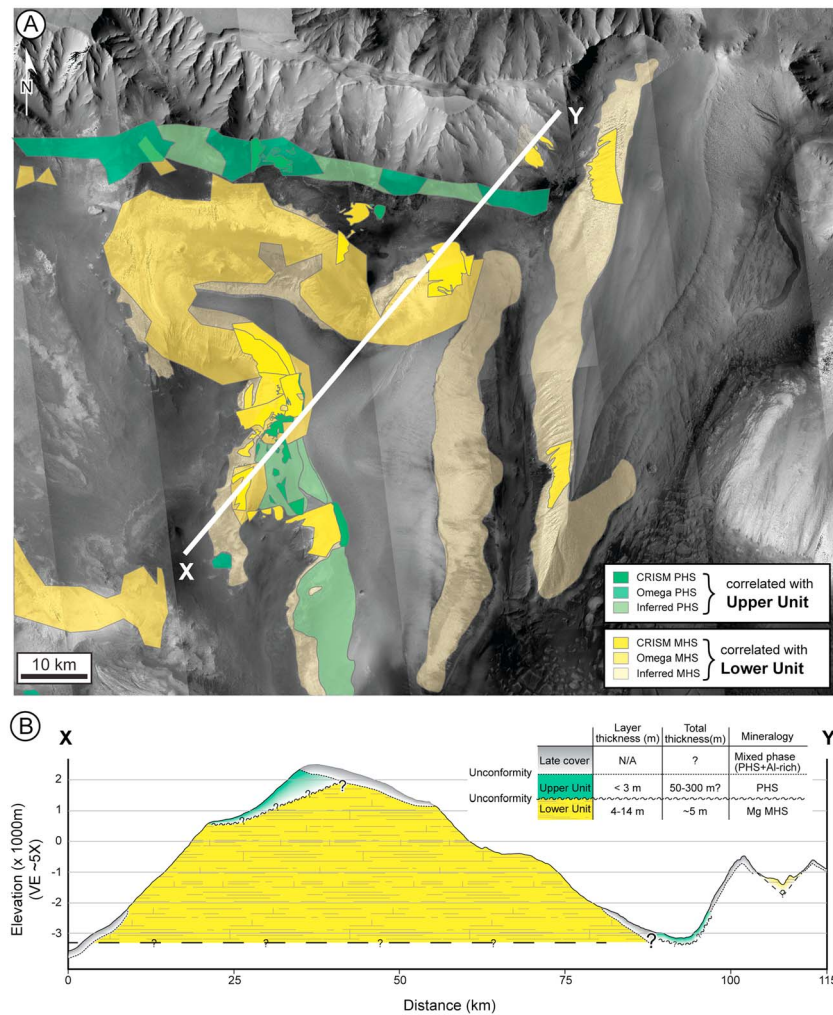 A
N
Y
X
CRISM PHS
Omega PHS
Inferred PHS
correlated with
Upper Unit
CRISM MHS
Omega MHS
Inferred MHS
correlated with
Lower Unit
10 km
B
X
Y
Layer thickness (m)
Total thickness(m)
Mineralogy
Late cover
N/A
?
Mixed phase (PHS+Al-rich)
Unconformity
Upper Unit
< 3 m
50-300 m?
PHS
Unconformity
Lower Unit
4-14 m
~5 m
Mg MHS
Elevation (x 1000m)
(VE ~5X)
2
1
0
-1
-2
-3
? ? ? ?
? ? ? ? ?
?
0
25
50
75
100
115
Distance (km)